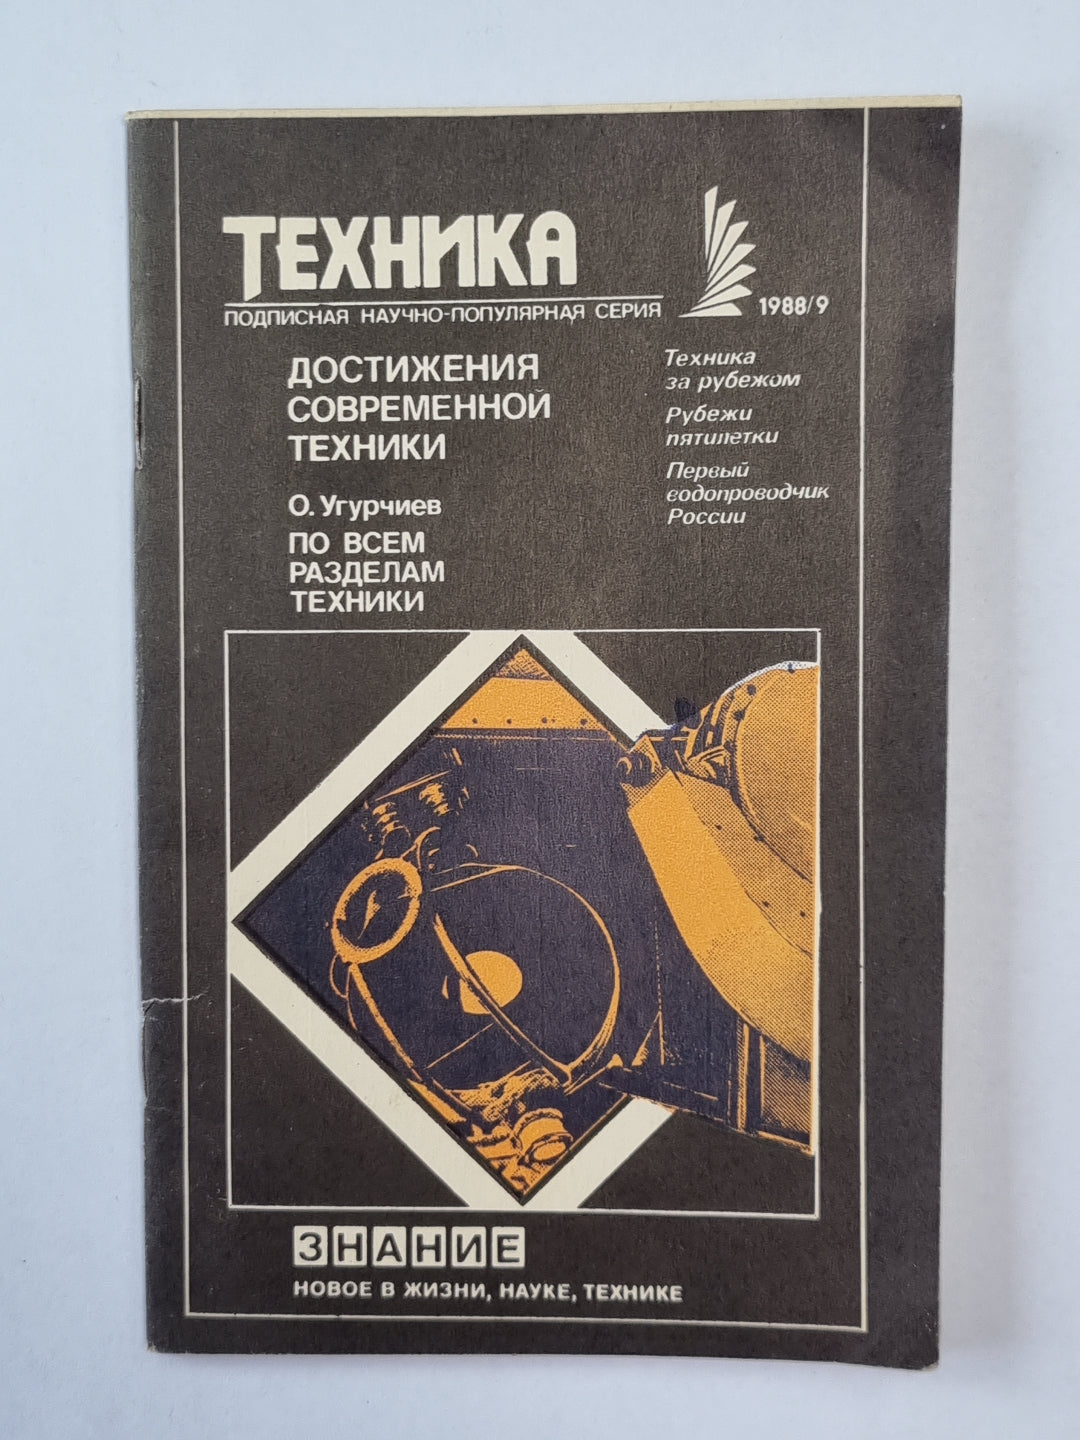 ТЕХНИКА
ПОДПИСНАЯ НАУЧНО-ПОПУЛЯРНАЯ СЕРИЯ
1988/9
ДОСТИЖЕНИЯ
СОВРЕМЕННОЙ
ТЕХНИКИ
О. Угурчиев
ПО ВСЕМ
РАЗДЕЛАМ
ТЕХНИКИ
Техника
за рубежом
Рубежи
пятилетки
Первый
водопроводчик
России
ЗНАНИЕ
НОВОЕ В ЖИЗНИ, НАУКЕ, ТЕХНИКЕ